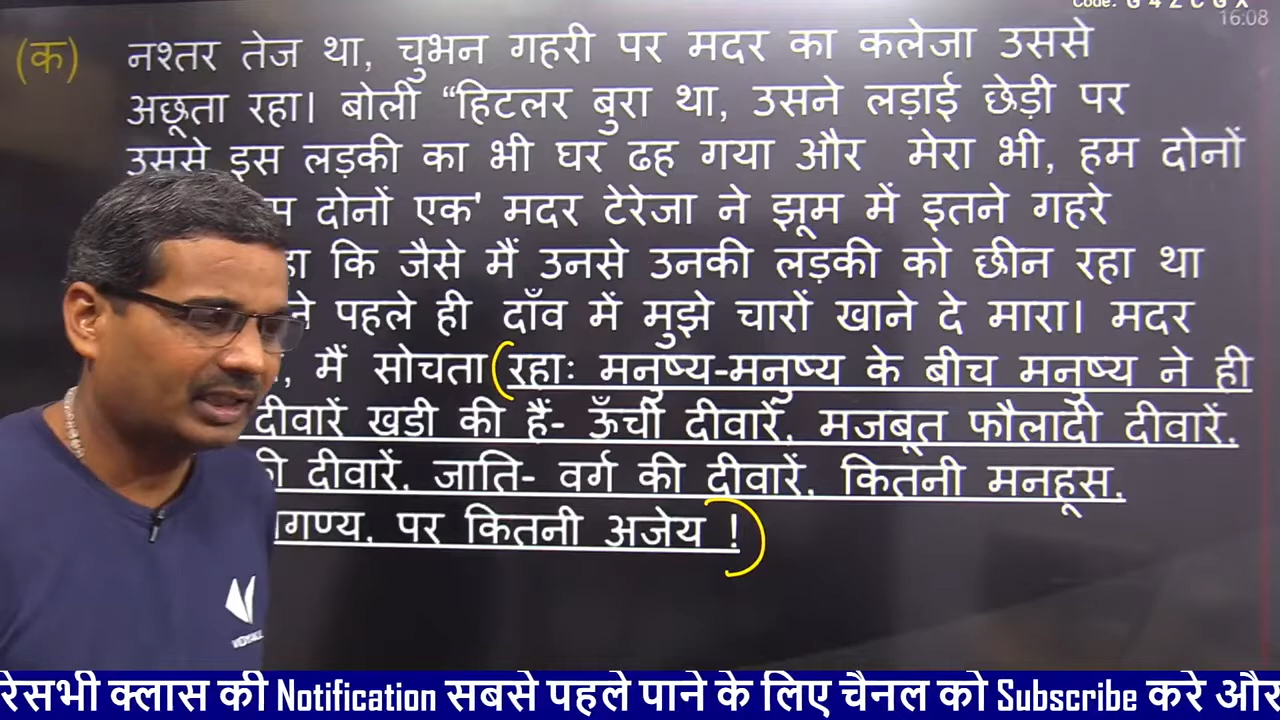 Code: G 4 Z C G X
16:08
(क) नश्तर तेज था, चुभन गहरी पर मदर का कलेजा उससे
अछूता रहा। बोली “हिटलर बुरा था, उसने लड़ाई छेड़ी पर
उससे इस लड़की का भी घर ढह गया और मेरा भी, हम दोनों
दोनों एक' मदर टेरेजा ने झूम में इतने गहरे
कि जैसे मैं उनसे उनकी लड़की को छीन रहा था
पहले ही दाँव में मुझे चारों खाने दे मारा। मदर
मैं सोचता रहाः मनुष्य-मनुष्य के बीच मनुष्य ने ही
दीवारें खडी की हैं- ऊँची दीवारें, मजबूत फौलादी दीवारें,
दीवारें, जाति- वर्ग की दीवारें, कितनी मनहूस,
पर कितनी अजेय !
रेसभी क्लास की Notification सबसे पहले पाने के लिए चैनल को Subscribe करे और